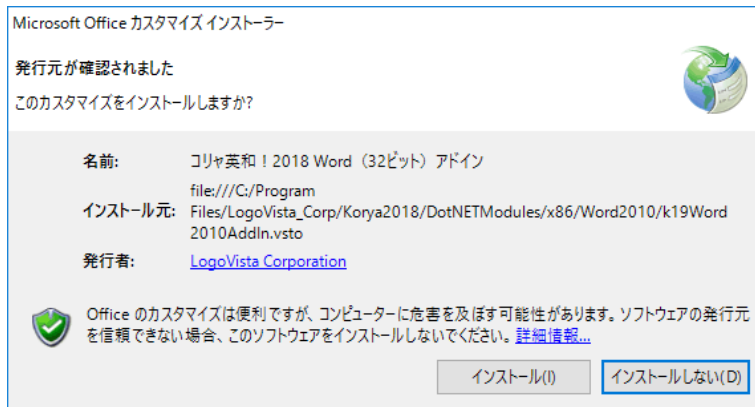 Microsoft Office カスタマイズ インストーラー
発行元が確認されました
このカスタマイズをインストールしますか?
名前: コリャ英和！2018 Word（32ビット）アドイン
file:///C:/Program
インストール元: Files/LogoVista_Corp/Korya2018/DotNETModules/x86/Word2010/k19Word
2010AddIn.vsto
発行者: LogoVista Corporation
Office のカスタマイズは便利ですが、コンピューターに危害を及ぼす可能性があります。ソフトウェアの発行元
を信頼できない場合、このソフトウェアをインストールしないでください。詳細情報...
インストール(I) インストールしない(D)